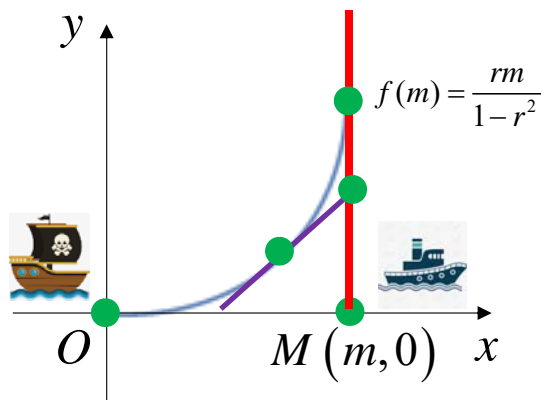 y
f(m) = rm / (1 − r²)
O
M(m,0)
x